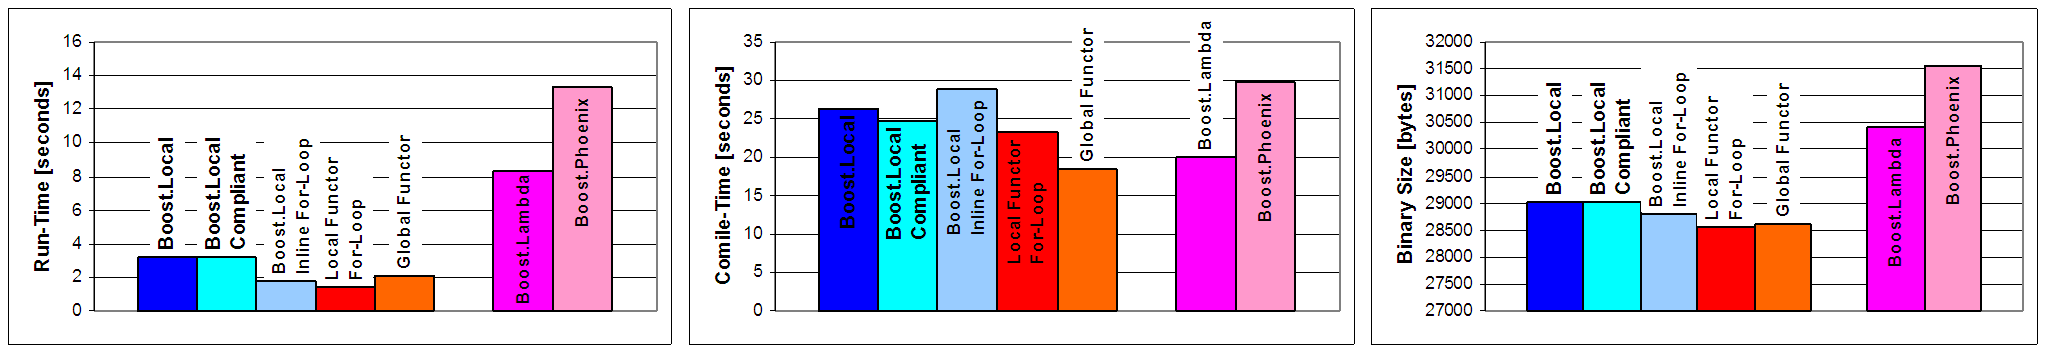 Run-Time [seconds]
16
14
12
10
8
6
4
2
0
Boost.Local
Boost.Local
Compliant
Boost.Local
Inline For-Loop
Local Functor
For-Loop
Global Functor
Boost.Lambda
Boost.Phoenix
Comile-Time [seconds]
35
30
25
20
15
10
5
0
Boost.Local
Boost.Local
Compliant
Boost.Local
Inline For-Loop
Local Functor
For-Loop
Global Functor
Boost.Lambda
Boost.Phoenix
Binary Size [bytes]
32000
31500
31000
30500
30000
29500
29000
28500
28000
27500
27000
Boost.Local
Boost.Local
Compliant
Boost.Local
Inline For-Loop
Local Functor
For-Loop
Global Functor
Boost.Lambda
Boost.Phoenix